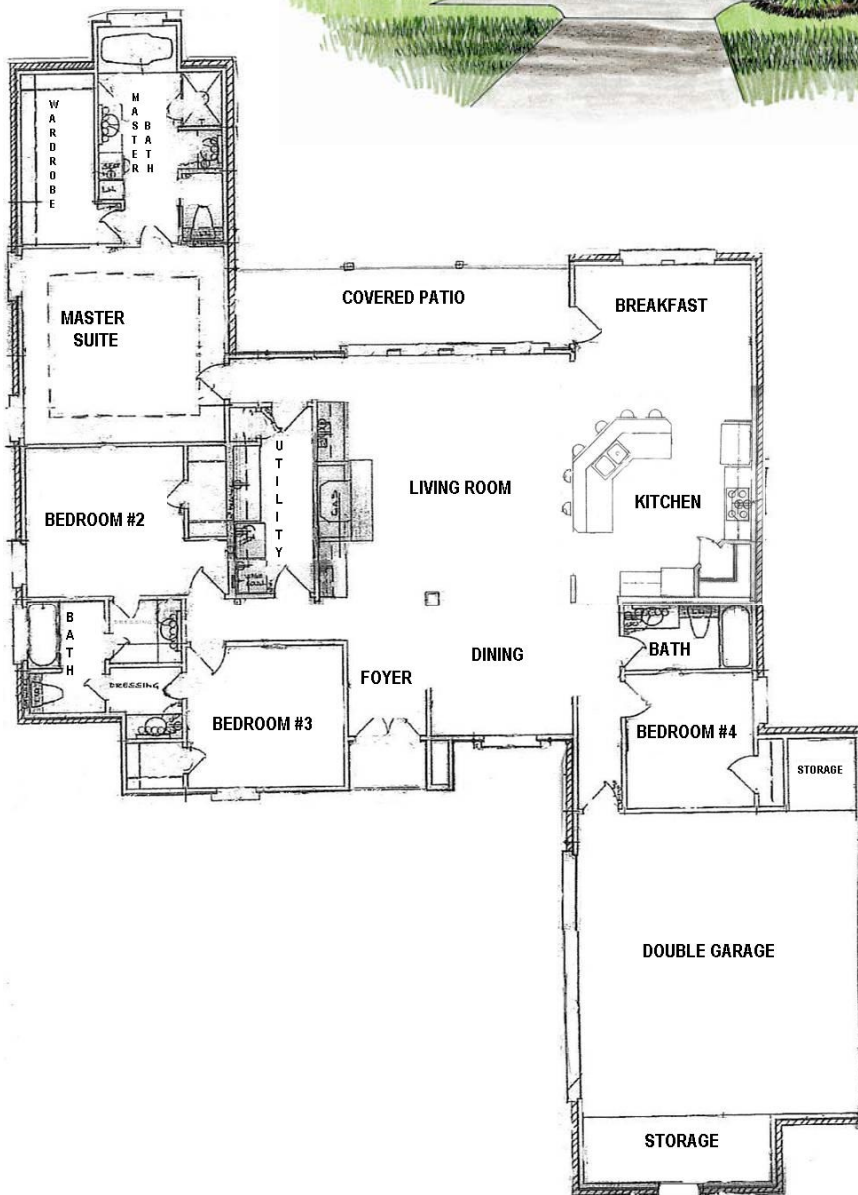 WARDROBE
MASTER
BATH
COVERED PATIO
BREAKFAST
MASTER
SUITE
UTILITY
LIVING ROOM
KITCHEN
BEDROOM #2
BATH
DRESSING
DRESSING
DINING
FOYER
BATH
BEDROOM #3
BEDROOM #4
STORAGE
DOUBLE GARAGE
STORAGE